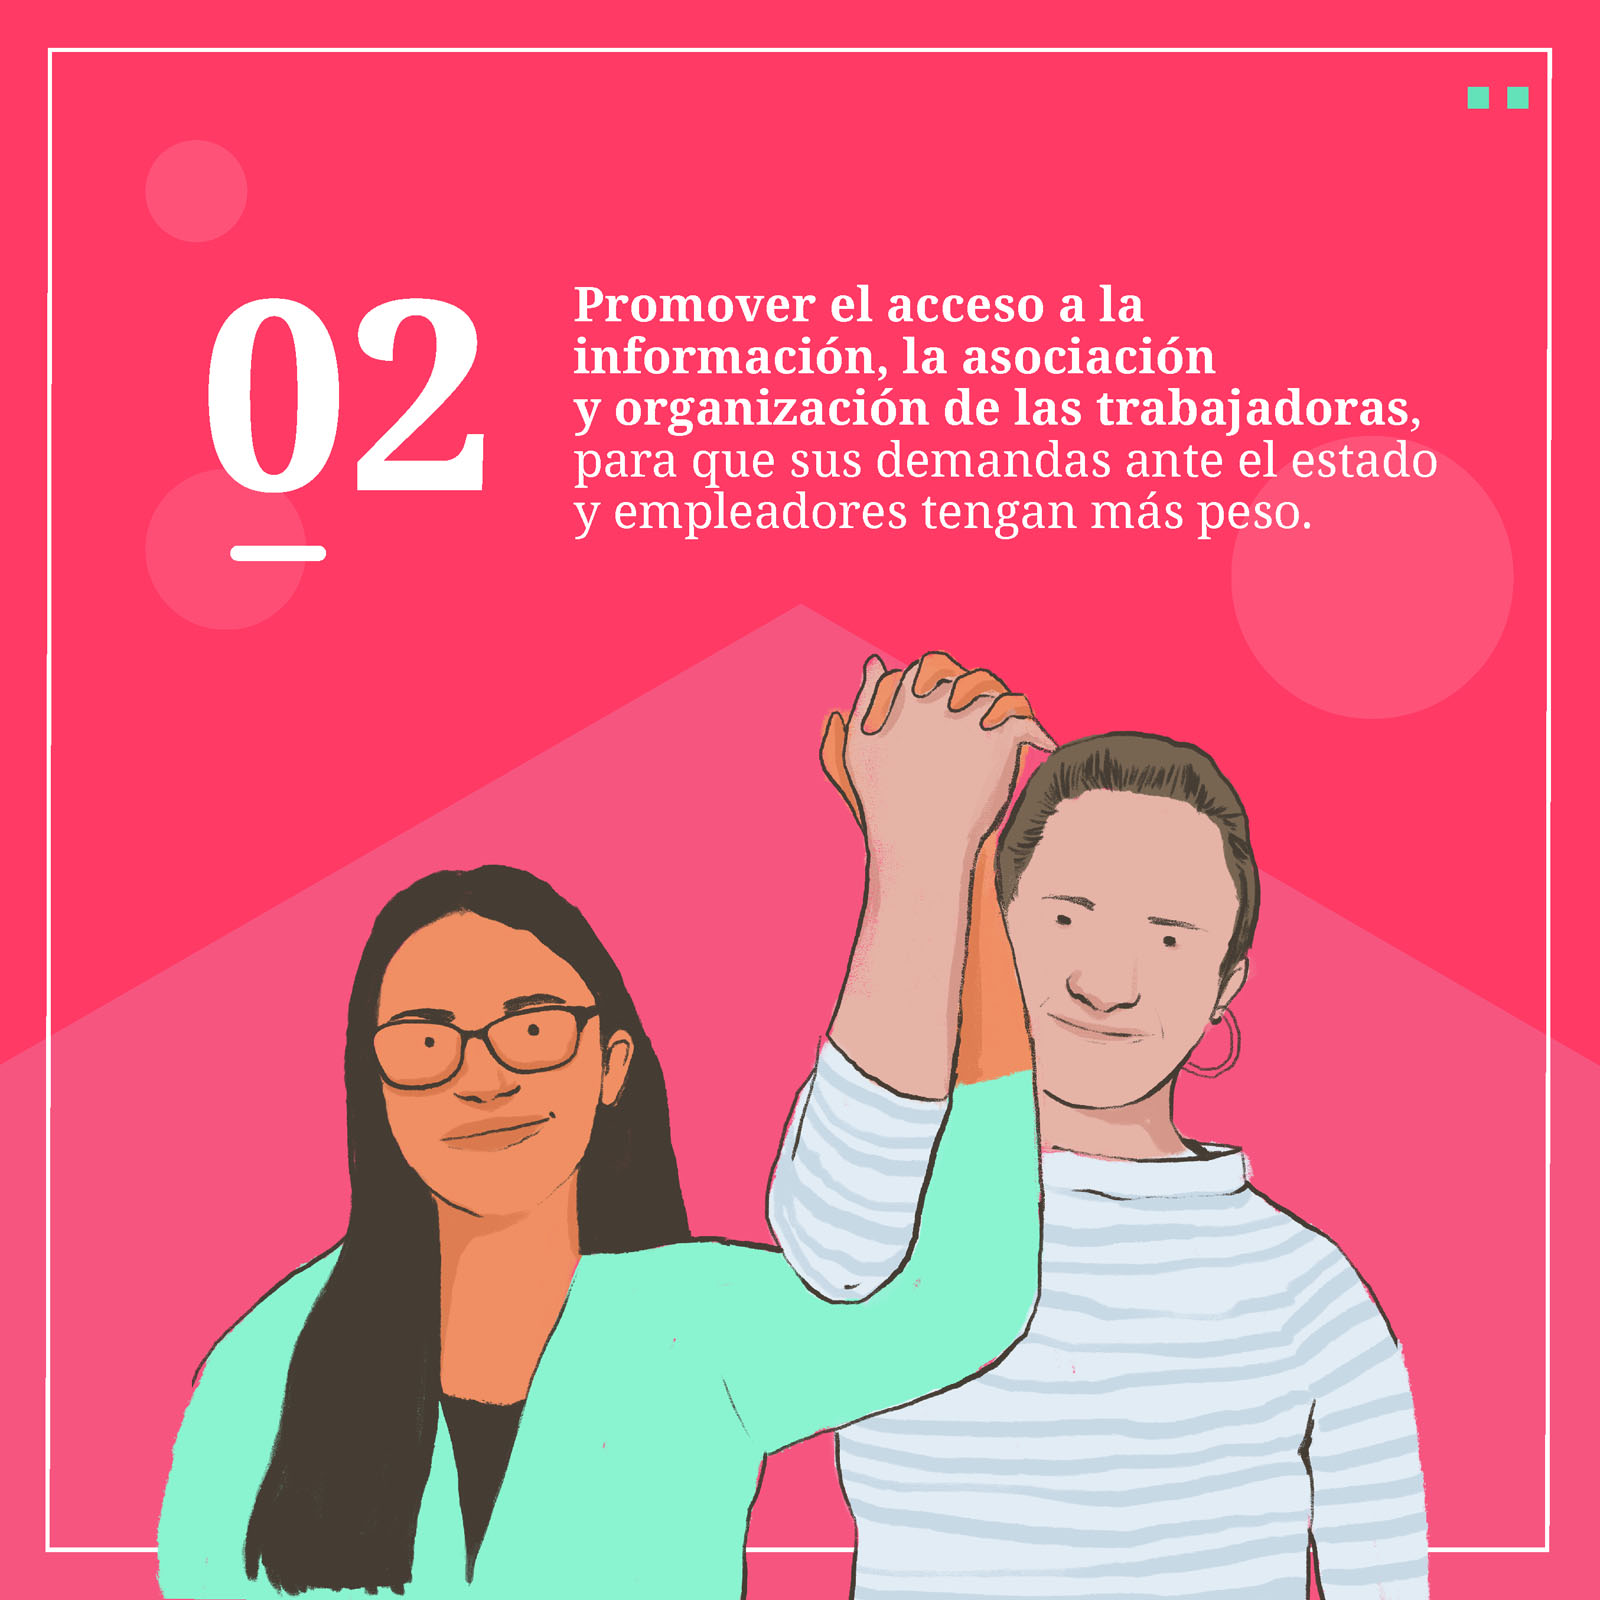 02
Promover el acceso a la
información, la asociación
y organización de las trabajadoras,
para que sus demandas ante el estado
y empleadores tengan más peso.